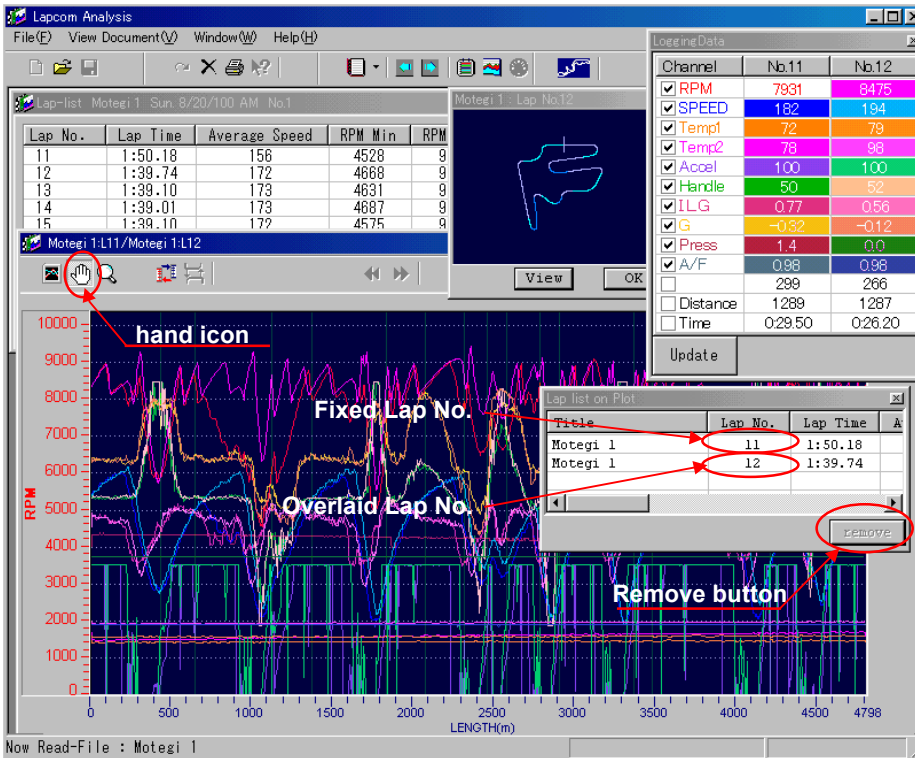 Lapcom Analysis
File(F) View Document(V) Window(W) Help(H)
Lap-list Motegi 1 Sun. 8/20/100 AM No.1
Lap No. Lap Time Average Speed RPM Min RPM
11 1:50.18 156 4528 9
12 1:39.74 172 4668 9
13 1:39.10 173 4631 9
14 1:39.01 173 4687 9
15 1:39.10 172 4575 9
Motegi 1 : Lap No.12
View OK
LoggingData
Channel No.11 No.12
RPM 7931 8475
SPEED 182 194
Temp1 72 79
Temp2 78 98
Accel 100 100
Handle 50 52
I.L.G 0.77 0.56
G -0.32 -0.12
Press 1.4 0.0
A/F 0.98 0.98
299 266
Distance 1289 1287
Time 0:29.50 0:26.20
Update
Motegi 1:L11/Motegi 1:L12
hand icon
Fixed Lap No.
Overlaid Lap No.
Remove button
Lap list on Plot
Title Lap No. Lap Time A
Motegi 1 11 1:50.18
Motegi 1 12 1:39.74
remove
RPM
10000
9000
8000
7000
6000
5000
4000
3000
2000
1000
0
0 500 1000 1500 2000 2500 3000 3500 4000 4500 4798
LENGTH(m)
Now Read-File : Motegi 1